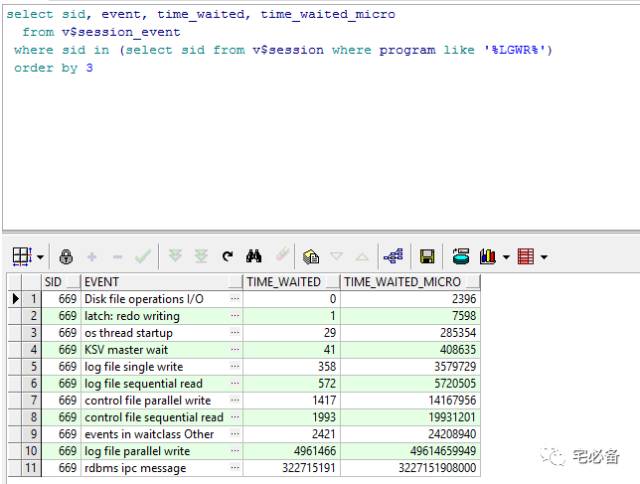 select sid, event, time_waited, time_waited_micro
from v$session_event
where sid in (select sid from v$session where program like '%LGWR%')
order by 3
SID EVENT TIME_WAITED TIME_WAITED_MICRO
1 669 Disk file operations I/O ... 0 2396
2 669 latch: redo writing ... 1 7598
3 669 os thread startup ... 29 285354
4 669 KSV master wait ... 41 408635
5 669 log file single write ... 358 3579729
6 669 log file sequential read ... 572 5720505
7 669 control file parallel write ... 1417 14167956
8 669 control file sequential read ... 1993 19931201
9 669 events in waitclass Other ... 2421 24208940
10 669 log file parallel write ... 4961466 49614659949
11 669 rdbms ipc message ... 322715191 3227151908000
宅必备